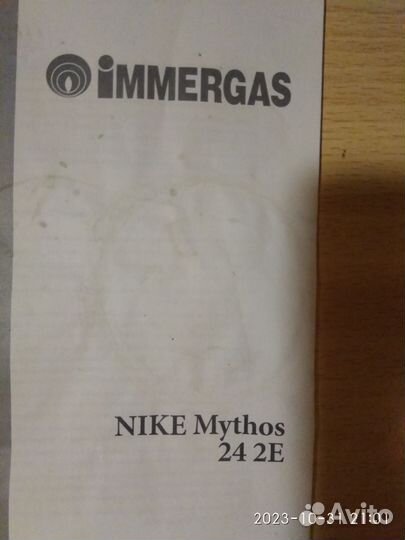 iMMERGAS
NIKE Mythos
24 2E
2023-10-31 21:01
Avito